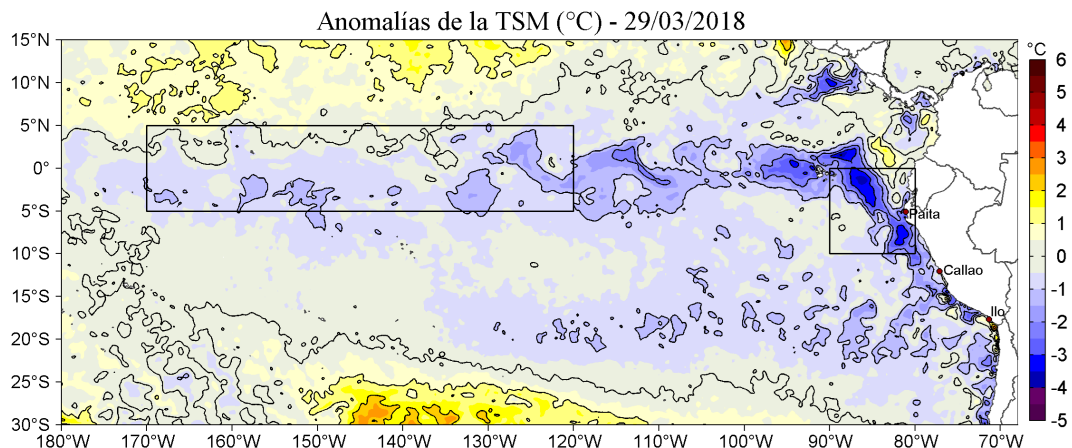 Anomalías de la TSM (°C) - 29/03/2018
15°N
10°N
5°N
0°
5°S
10°S
15°S
20°S
25°S
30°S
180°W
170°W
160°W
150°W
140°W
130°W
120°W
110°W
100°W
90°W
80°W
70°W
Paita
Callao
Ilo
°C
6
5
4
3
2
1
0
-1
-2
-3
-4
-5